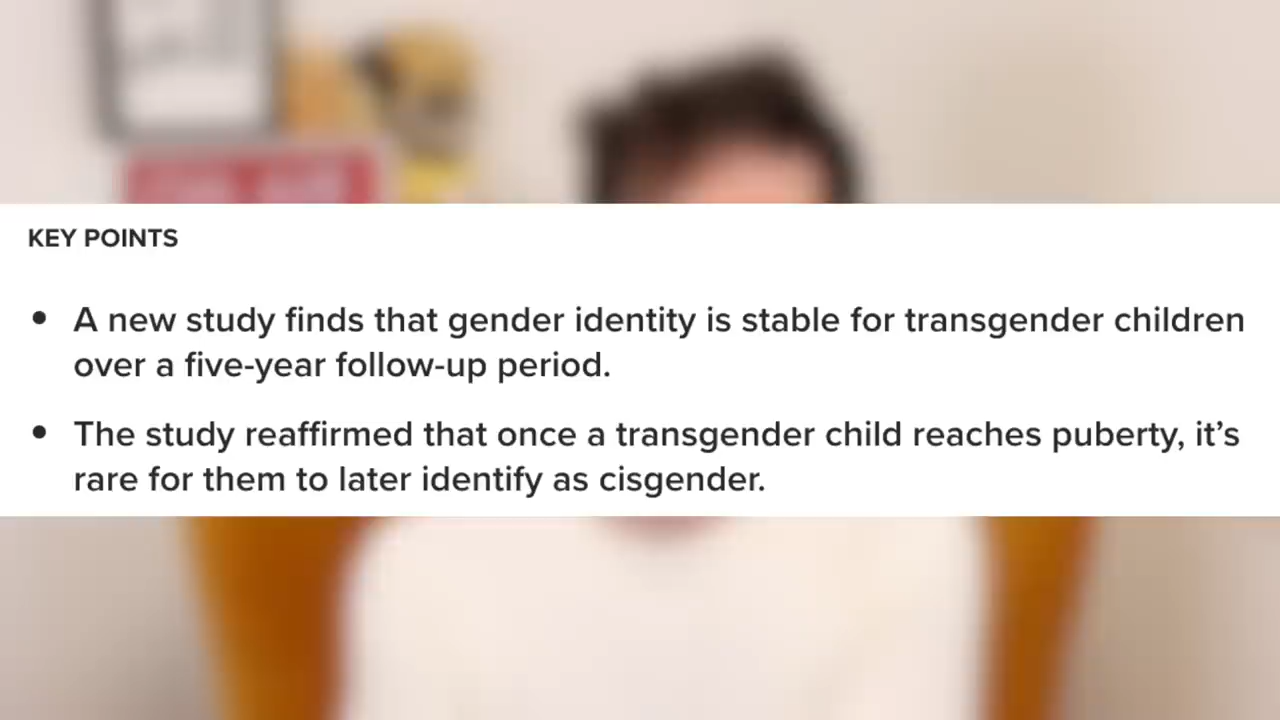 KEY POINTS
• A new study finds that gender identity is stable for transgender children
over a five-year follow-up period.
• The study reaffirmed that once a transgender child reaches puberty, it’s
rare for them to later identify as cisgender.